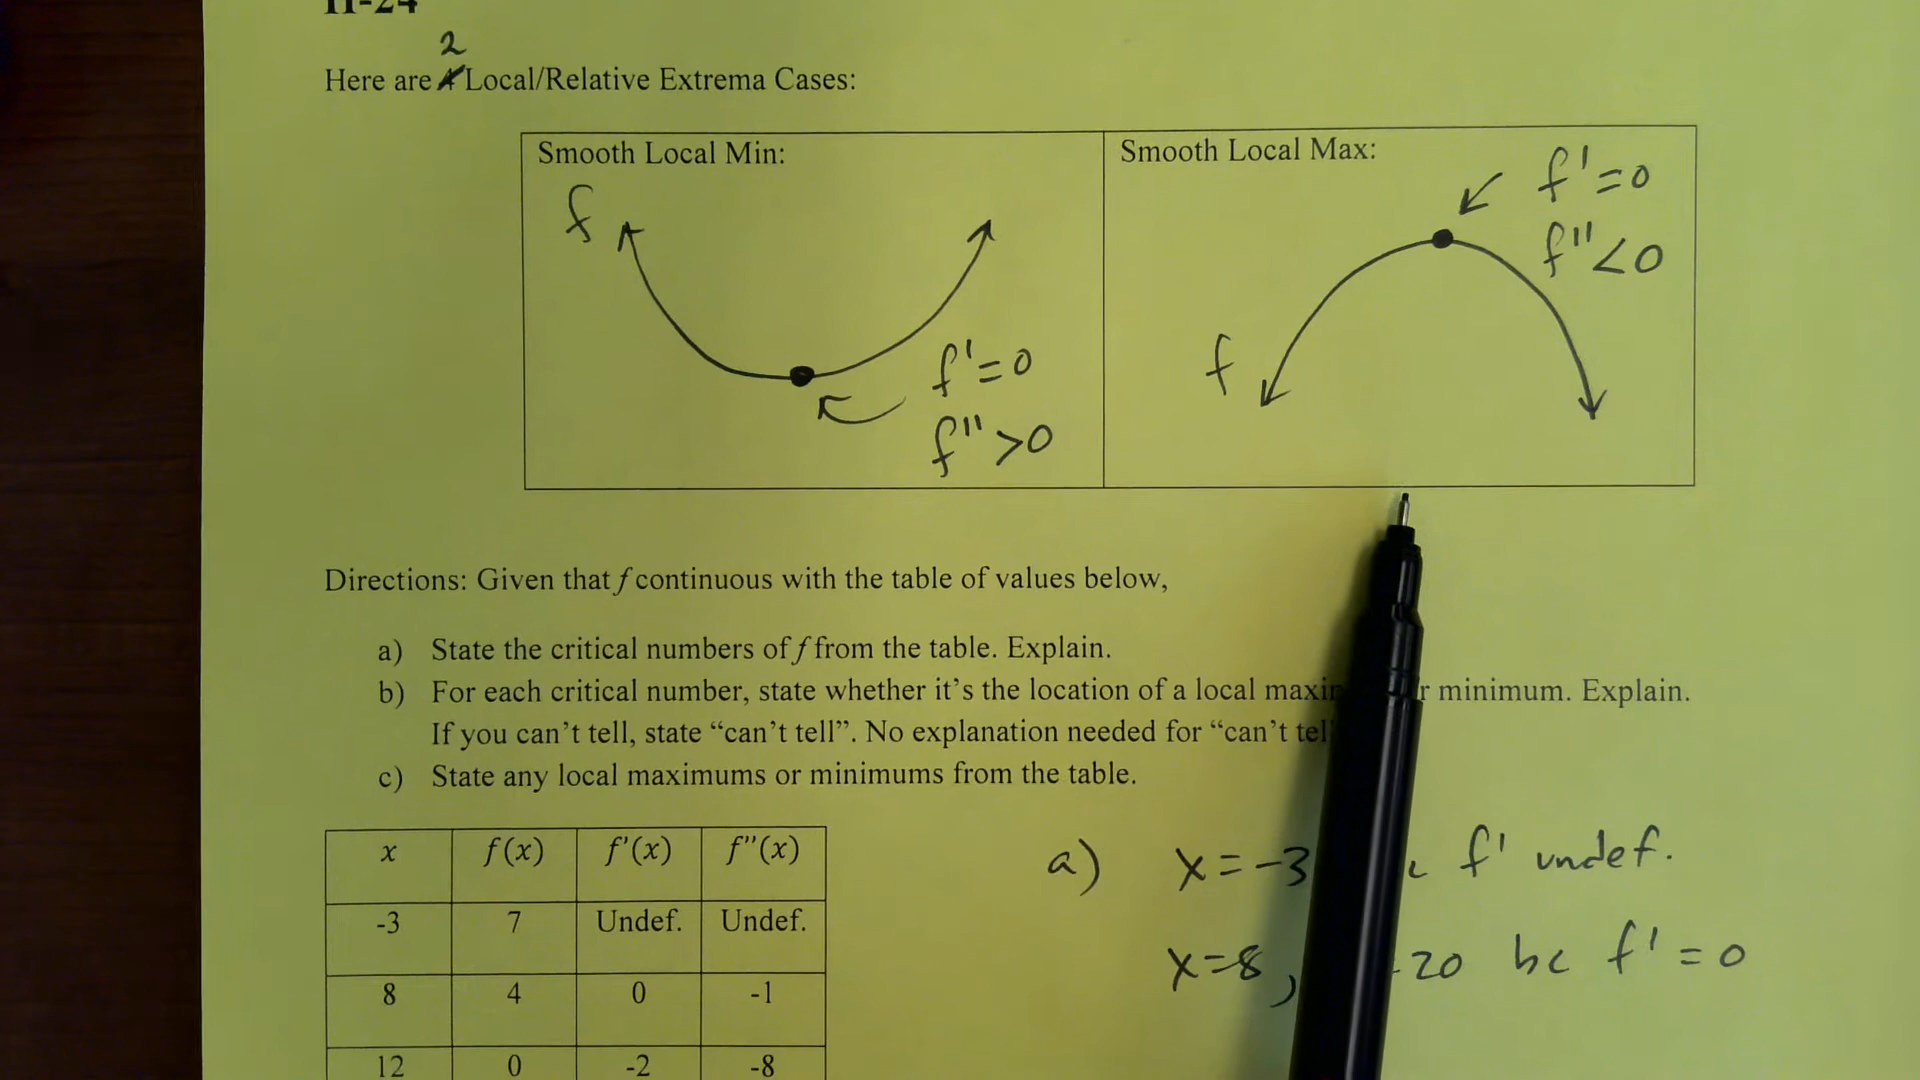 11-24
2
Here are 4 Local/Relative Extrema Cases:
Smooth Local Min:
f
f'=0
f''>0
Smooth Local Max:
f'=0
f''<0
f
Directions: Given that f continuous with the table of values below,
a) State the critical numbers of f from the table. Explain.
b) For each critical number, state whether it's the location of a local maxi r minimum. Explain.
If you can't tell, state “can't tell”. No explanation needed for “can't tel
c) State any local maximums or minimums from the table.
x f(x) f'(x) f''(x)
-3 7 Undef. Undef.
8 4 0 -1
12 0 -2 -8
a) x=-3 f' undef.
x=8, 20 bc f'=0